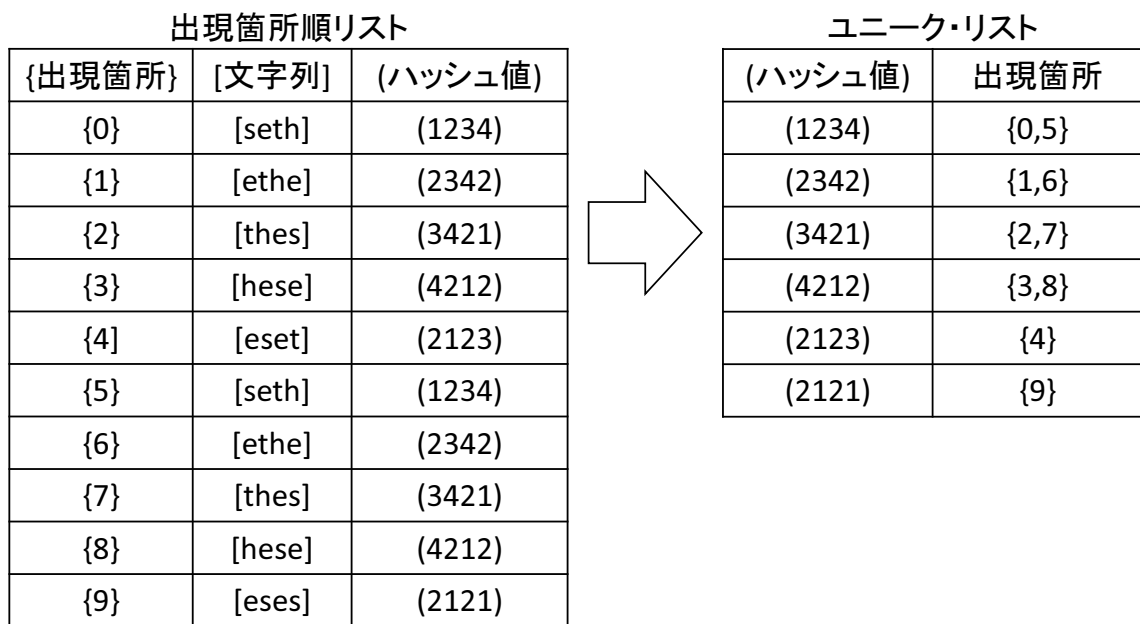 出現箇所順リスト
{出現箇所} [文字列] (ハッシュ値)
{0} [seth] (1234)
{1} [ethe] (2342)
{2} [thes] (3421)
{3} [hese] (4212)
{4] [eset] (2123)
{5} [seth] (1234)
{6} [ethe] (2342)
{7} [thes] (3421)
{8} [hese] (4212)
{9} [eses] (2121)
ユニーク・リスト
(ハッシュ値) 出現箇所
(1234) {0,5}
(2342) {1,6}
(3421) {2,7}
(4212) {3,8}
(2123) {4}
(2121) {9}